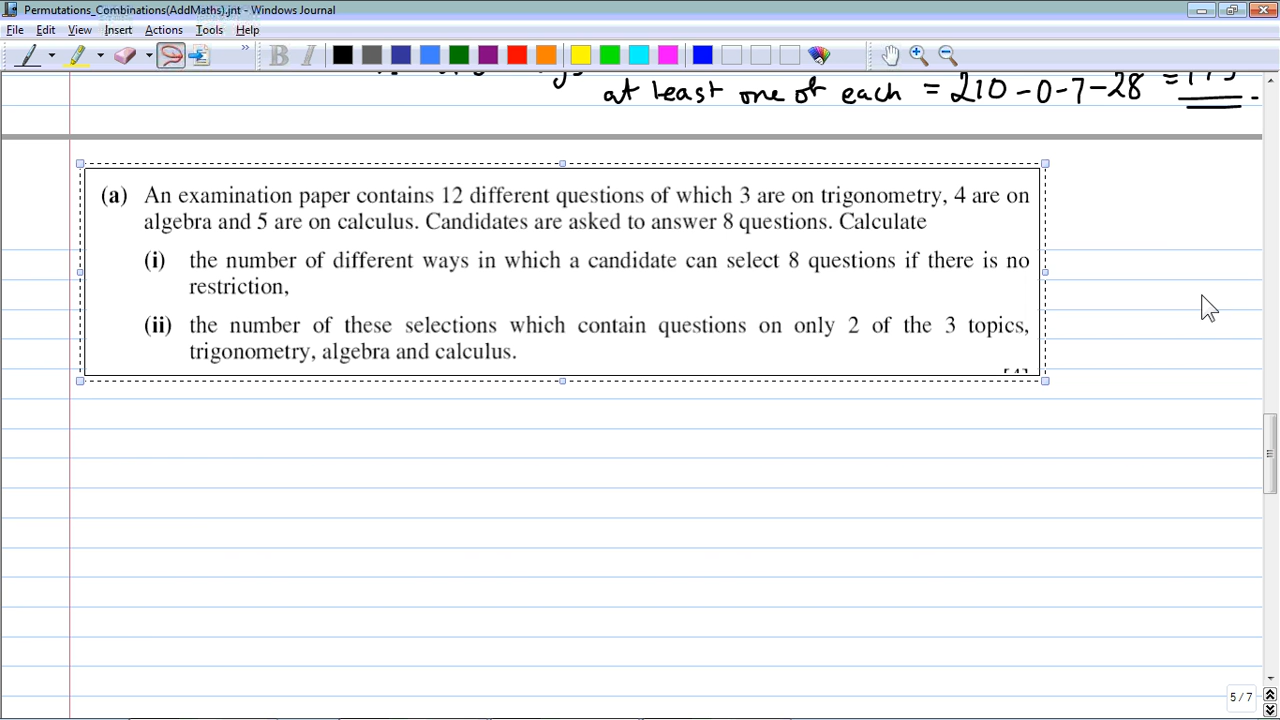 Permutations_Combinations(AddMaths).jnt - Windows Journal
File Edit View Insert Actions Tools Help
at least one of each = 210 - 0 - 7 - 28 =
(a) An examination paper contains 12 different questions of which 3 are on trigonometry, 4 are on
algebra and 5 are on calculus. Candidates are asked to answer 8 questions. Calculate
(i) the number of different ways in which a candidate can select 8 questions if there is no
restriction,
(ii) the number of these selections which contain questions on only 2 of the 3 topics,
trigonometry, algebra and calculus.
5 / 7